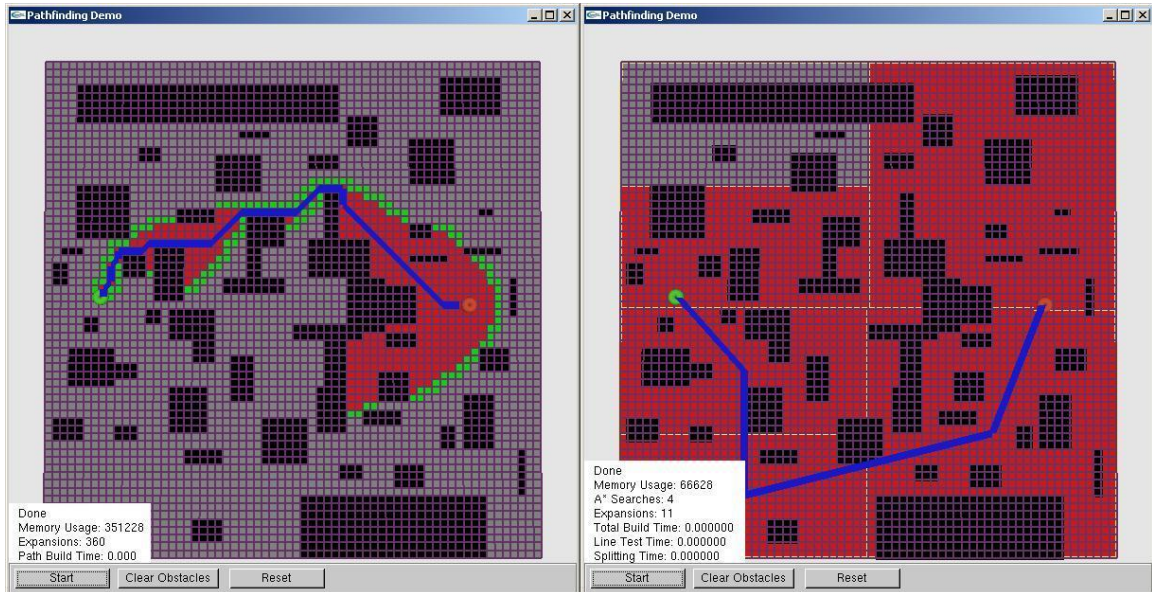 Pathfinding Demo
Done
Memory Usage: 351228
Expansions: 360
Path Build Time: 0.000
Start
Clear Obstacles
Reset
Pathfinding Demo
Done
Memory Usage: 66628
A* Searches: 4
Expansions: 11
Total Build Time: 0.000000
Line Test Time: 0.000000
Splitting Time: 0.000000
Start
Clear Obstacles
Reset